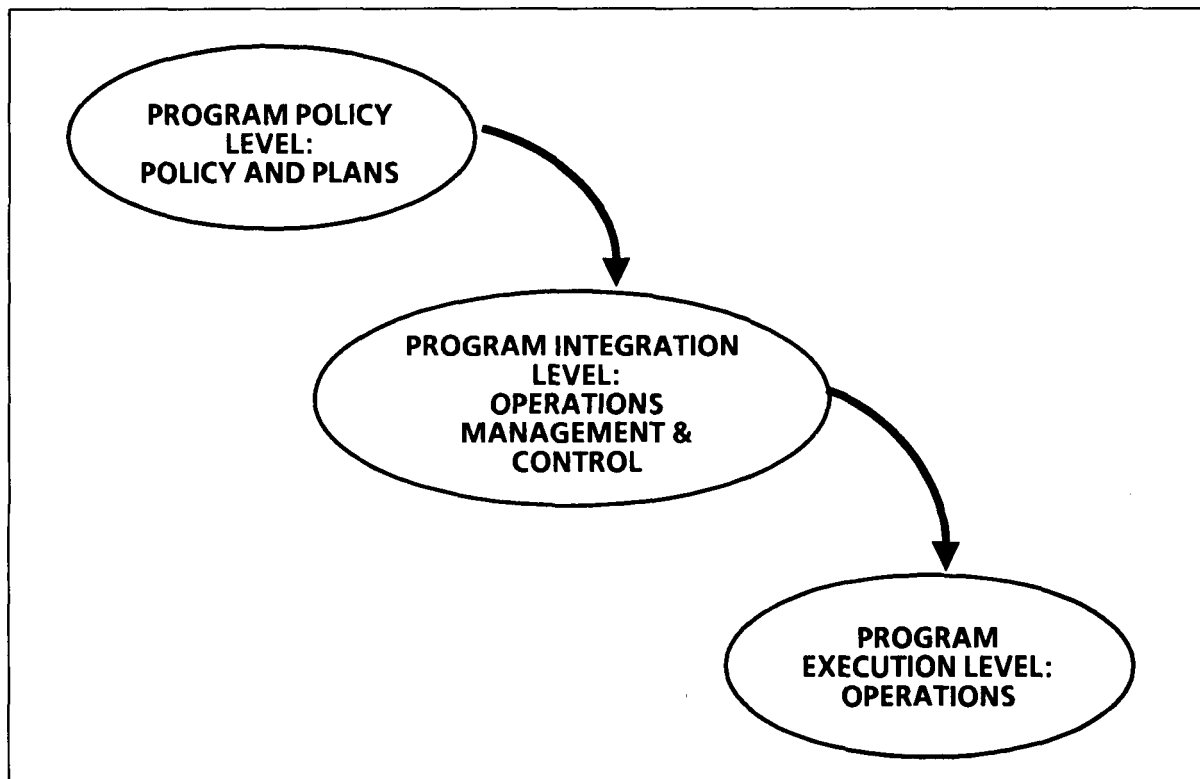 PROGRAM POLICY
LEVEL:
POLICY AND PLANS
PROGRAM INTEGRATION
LEVEL:
OPERATIONS
MANAGEMENT &
CONTROL
PROGRAM
EXECUTION LEVEL:
OPERATIONS